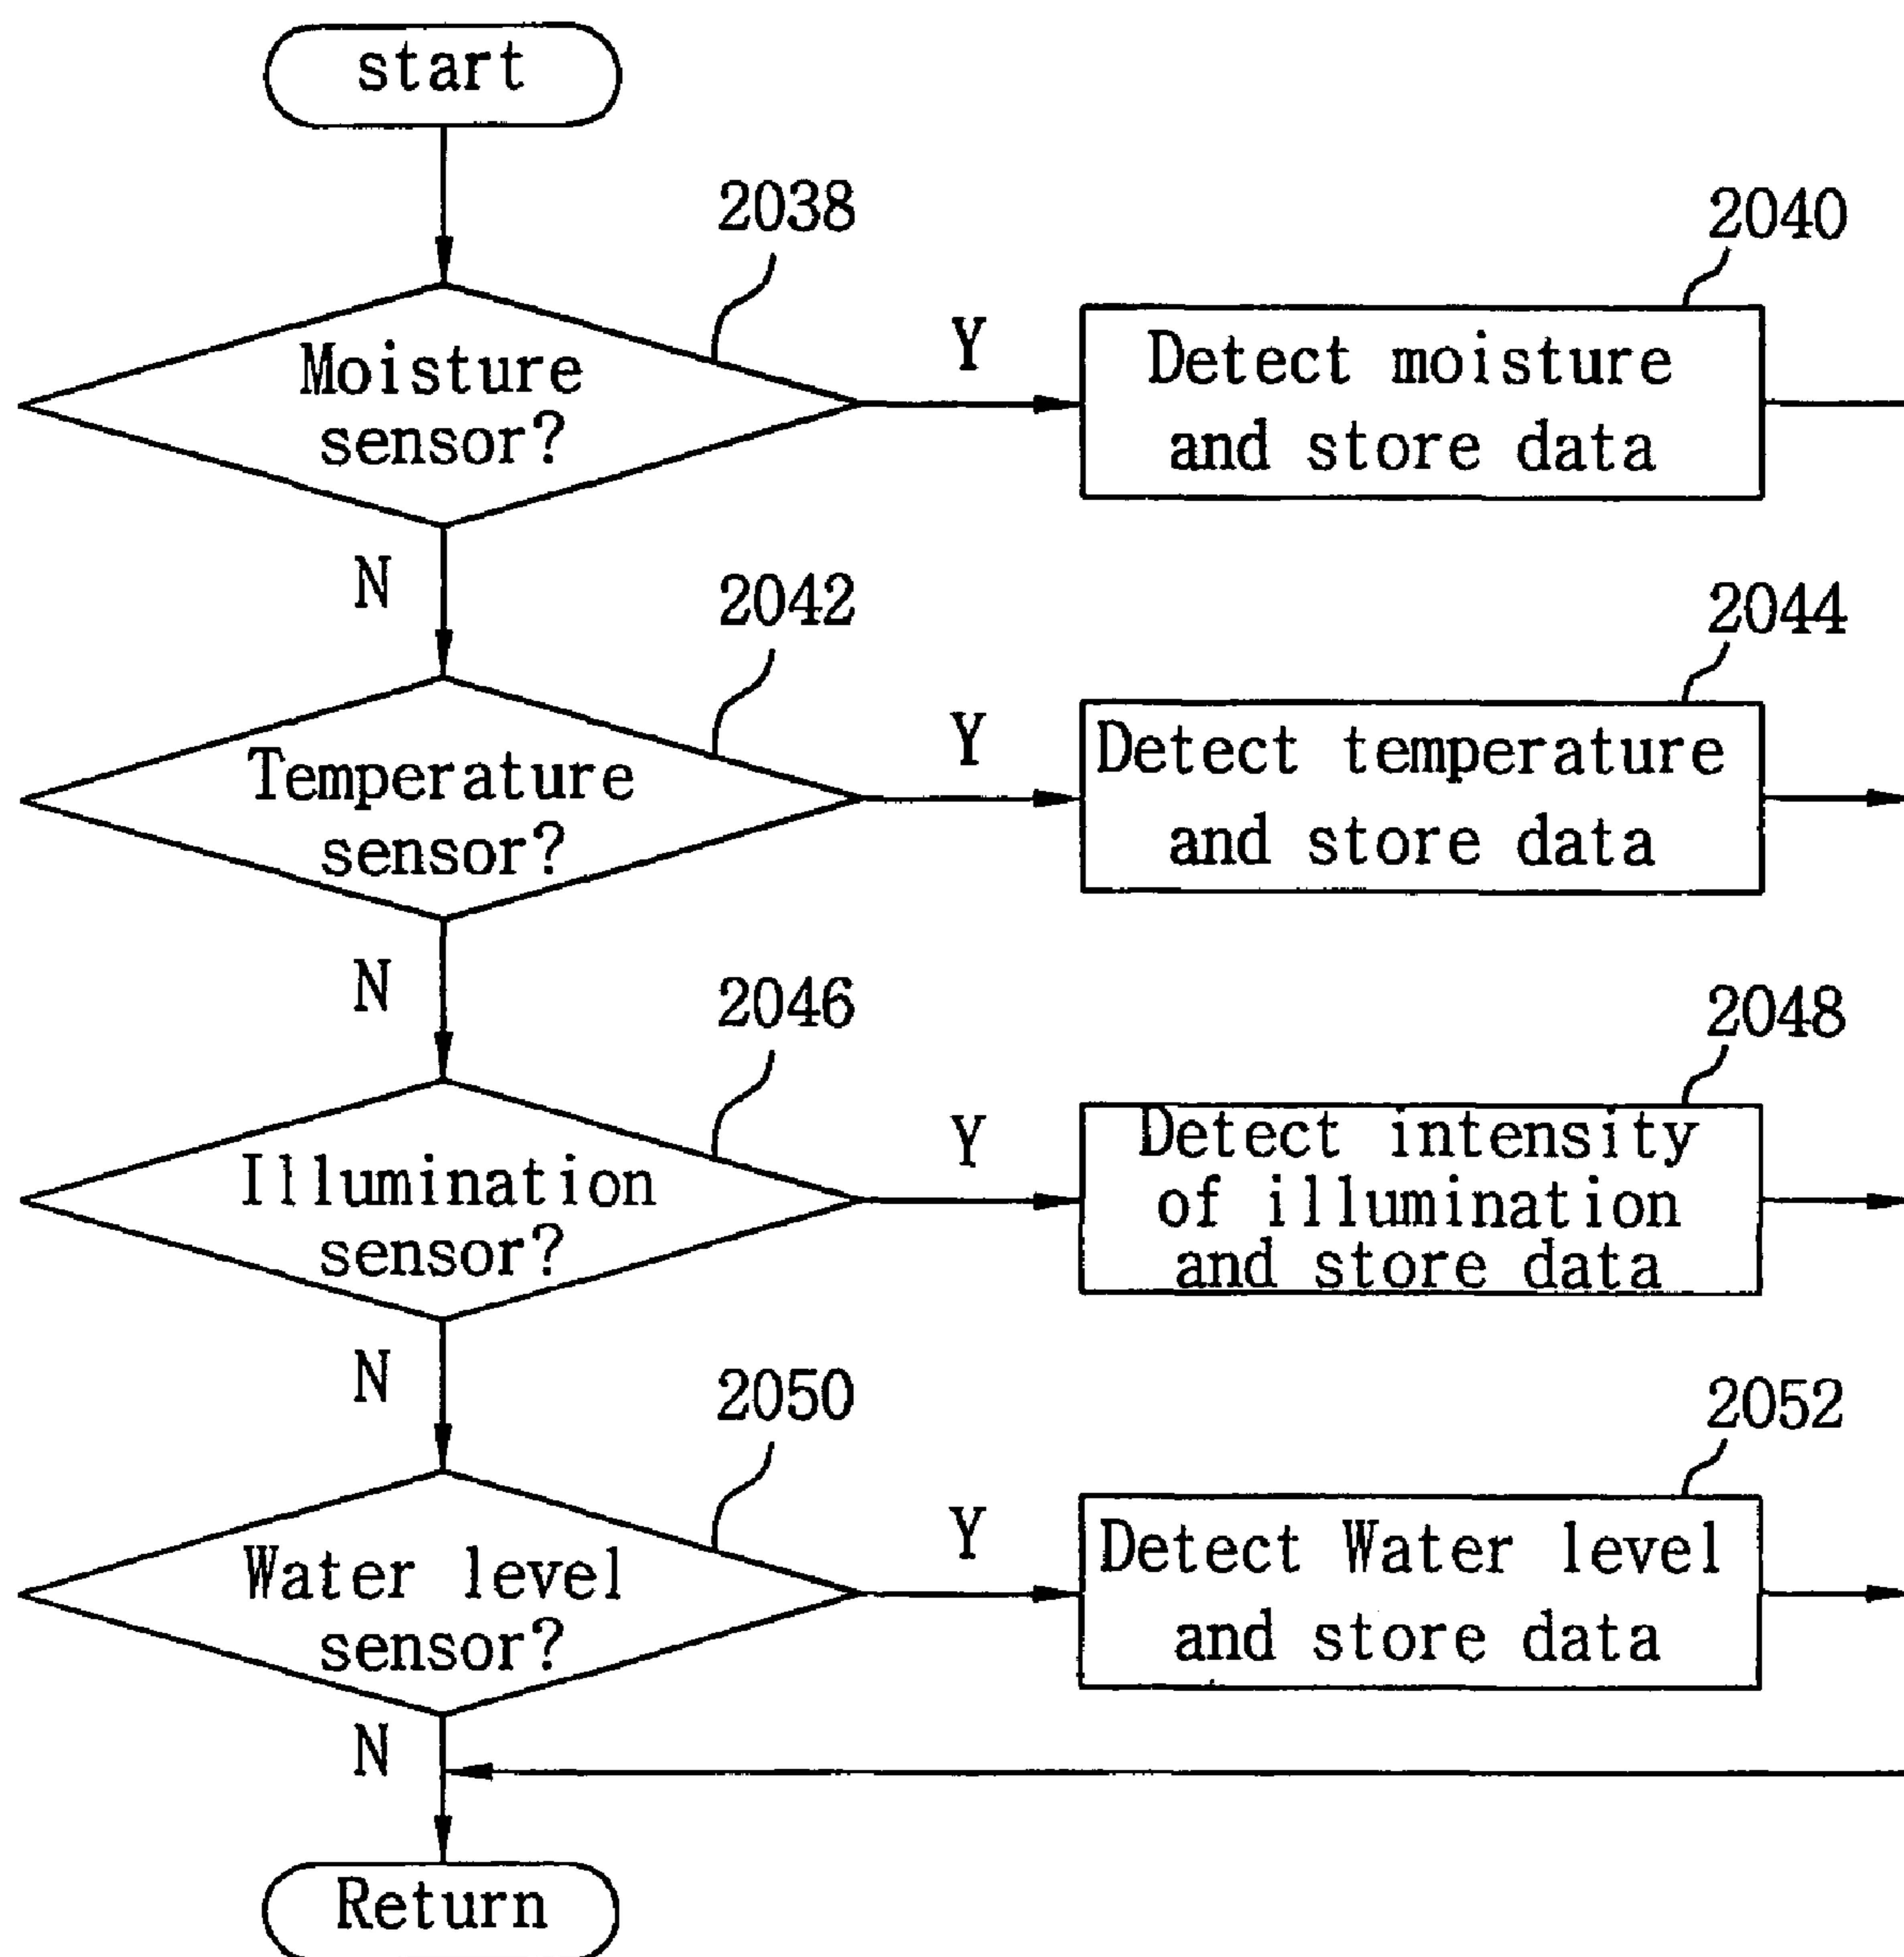 start
2038
2040
Moisture
sensor?
Y
Detect moisture
and store data
N
2042
2044
Temperature
sensor?
Y
Detect temperature
and store data
N
2046
2048
Illumination
sensor?
Y
Detect intensity
of illumination
and store data
N
2050
2052
Water level
sensor?
Y
Detect Water level
and store data
N
Return